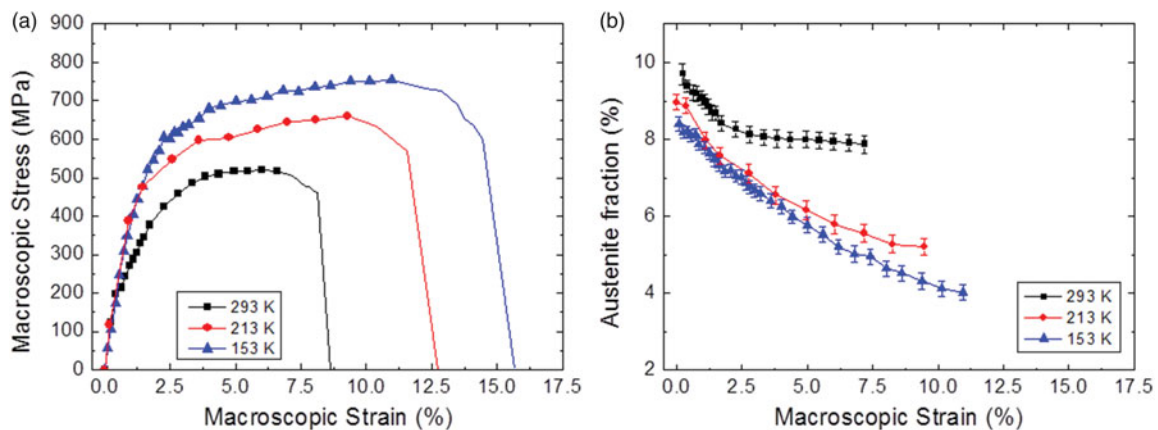 (a)
900
800
700
600
500
400
300
200
100
0
Macroscopic Stress (MPa)
293 K
213 K
153 K
0.0 2.5 5.0 7.5 10.0 12.5 15.0 17.5
Macroscopic Strain (%)
(b)
10
8
6
4
2
Austenite fraction (%)
293 K
213 K
153 K
0.0 2.5 5.0 7.5 10.0 12.5 15.0 17.5
Macroscopic Strain (%)